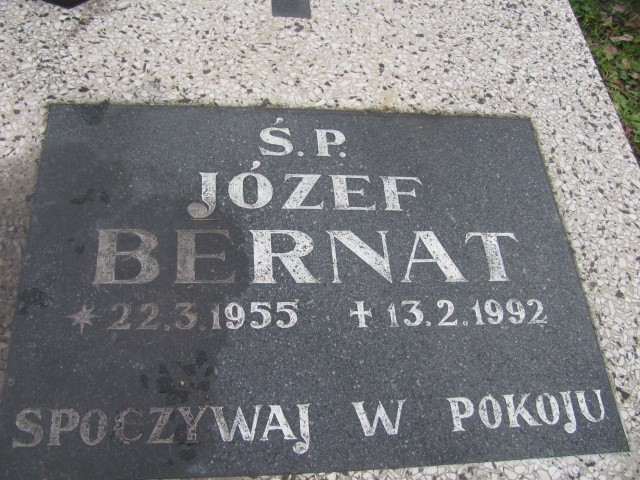 Ś.P.
JÓZEF
BERNAT
* 22.3.1955 † 13.2.1992
SPOCZYWAJ W POKOJU